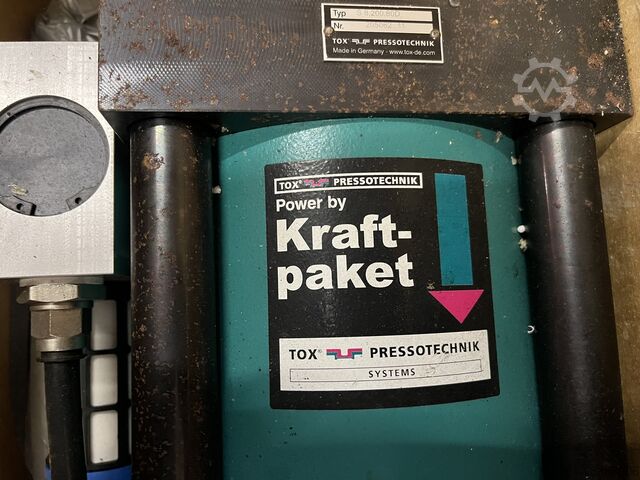 Typ
Nr.
TOX® PRESSOTECHNIK
Made in Germany - www.tox-de.com
TOX® PRESSOTECHNIK
Power by
Kraft-
paket
TOX® PRESSOTECHNIK
SYSTEMS